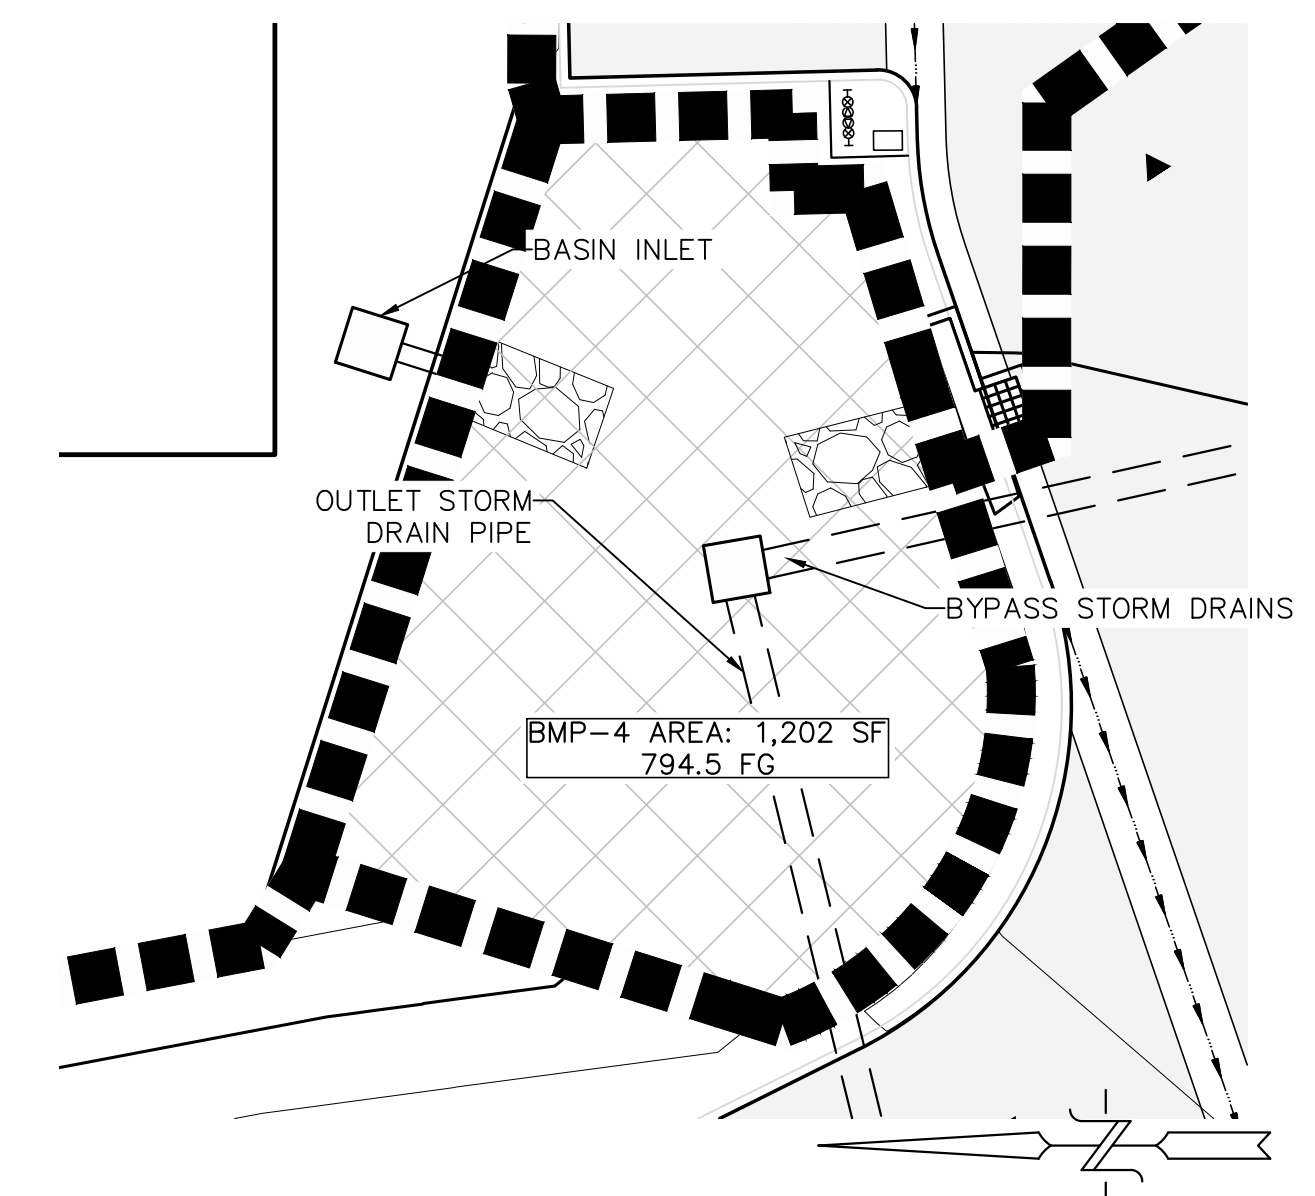 BASIN INLET
OUTLET STORM
DRAIN PIPE
BYPASS STORM DRAINS
BMP-4 AREA: 1,202 SF
794.5 FG
Z